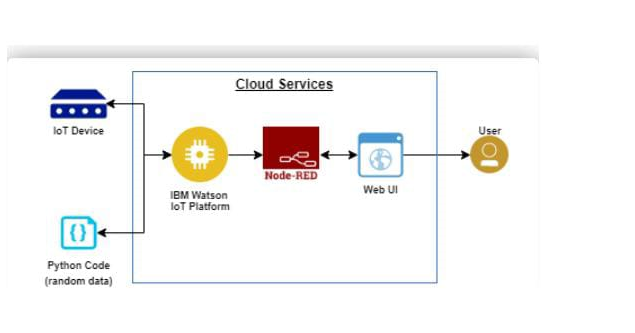 Cloud Services
IoT Device
IBM Watson
IoT Platform
Node-RED
Web UI
User
{}
Python Code
(random data)